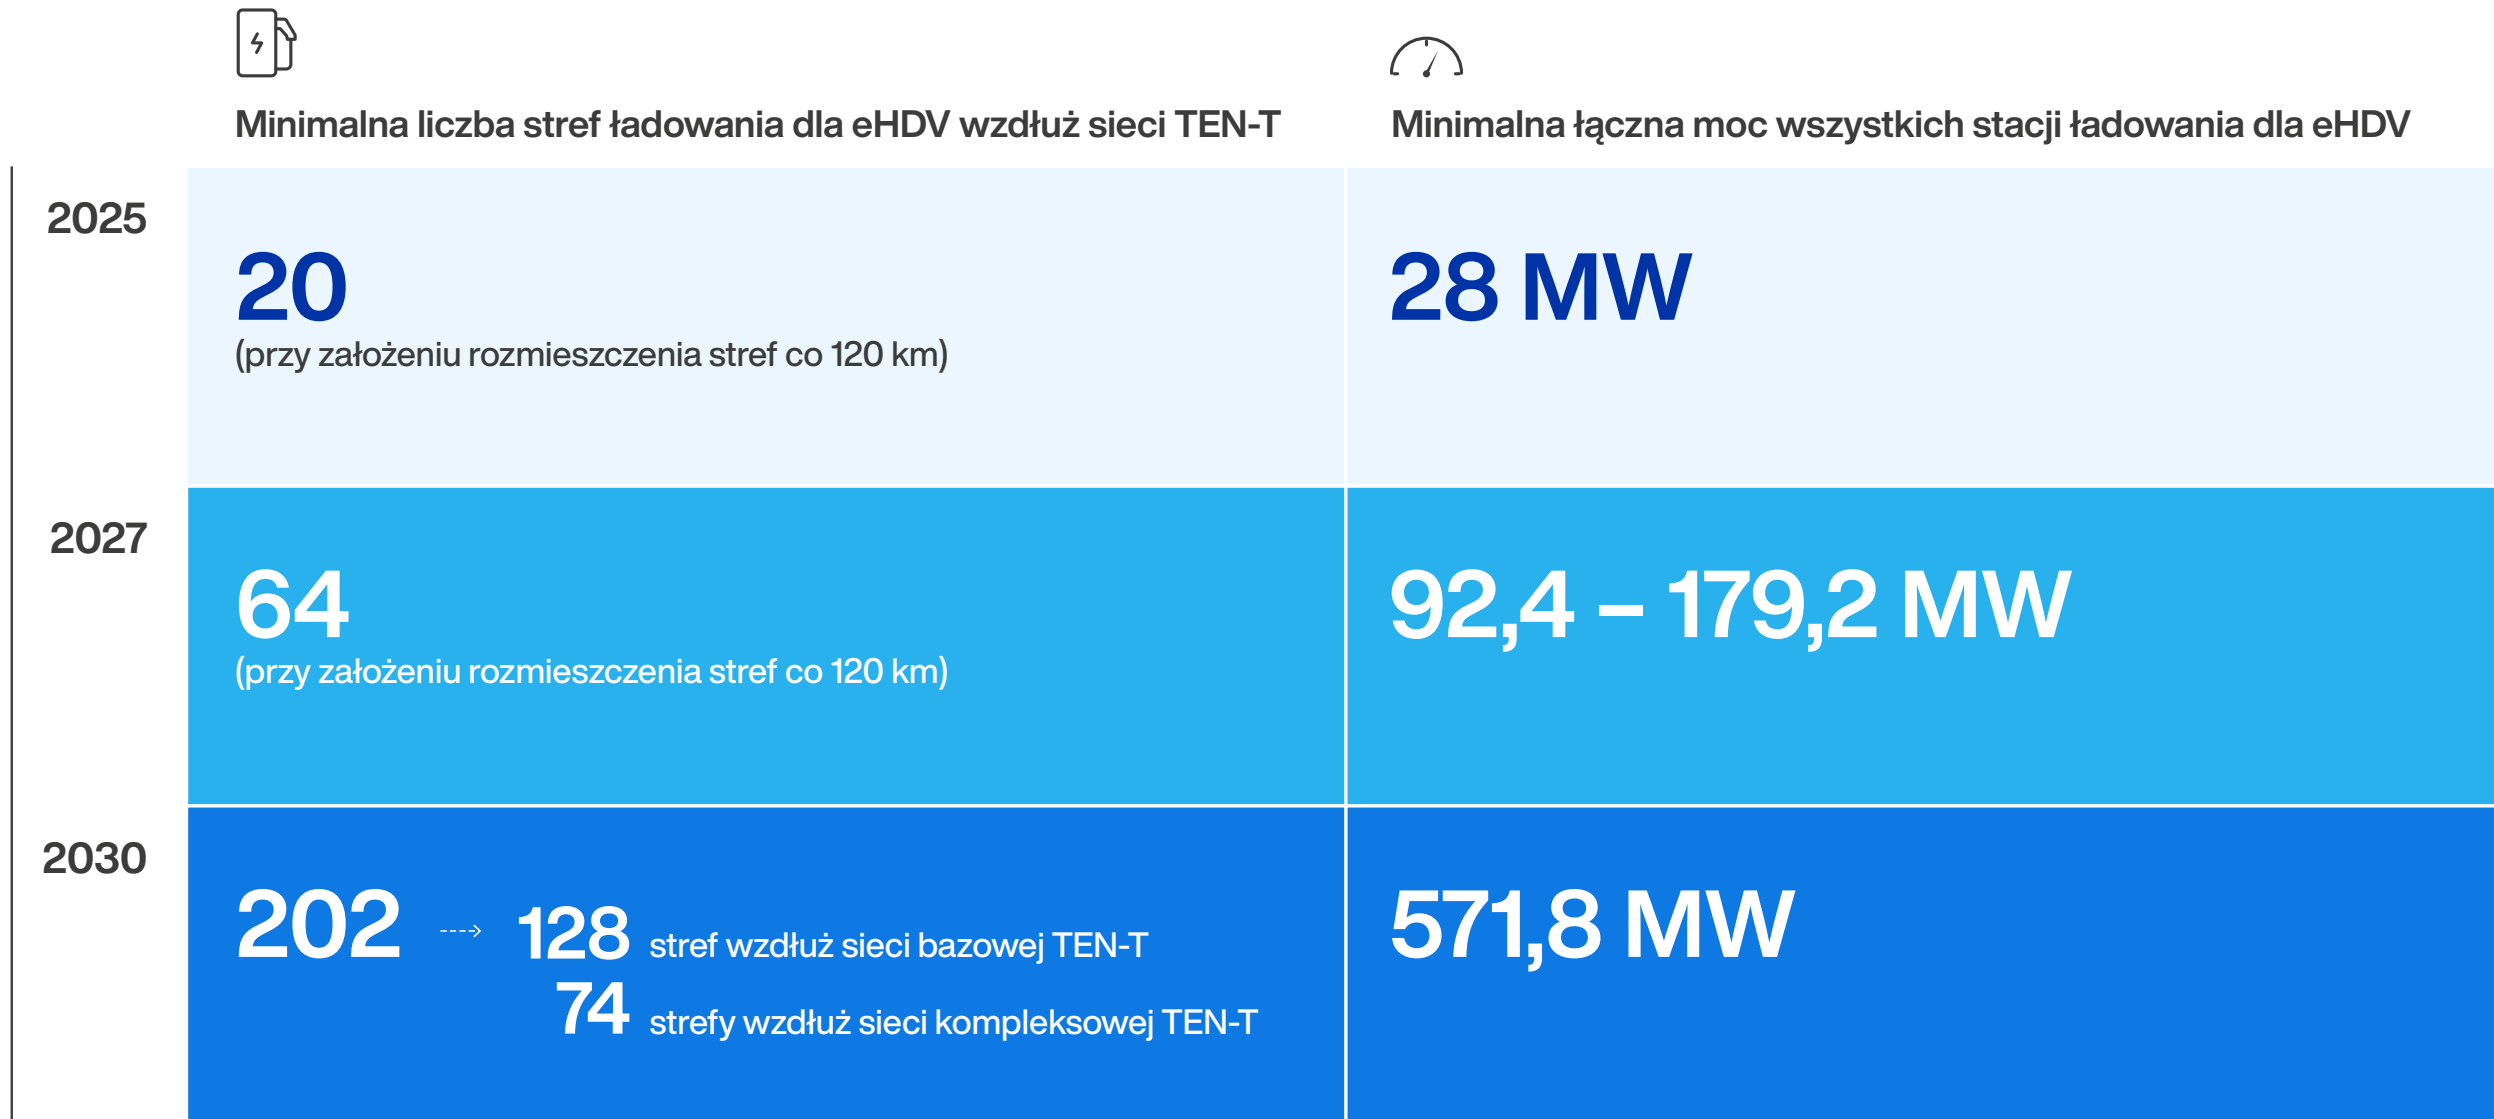 Minimalna liczba stref ładowania dla eHDV wzdłuż sieci TEN-T
Minimalna łączna moc wszystkich stacji ładowania dla eHDV
2025
20
(przy założeniu rozmieszczenia stref co 120 km)
28 MW
2027
64
(przy założeniu rozmieszczenia stref co 120 km)
92,4 – 179,2 MW
2030
202
128 stref wzdłuż sieci bazowej TEN-T
74 strefy wzdłuż sieci kompleksowej TEN-T
571,8 MW